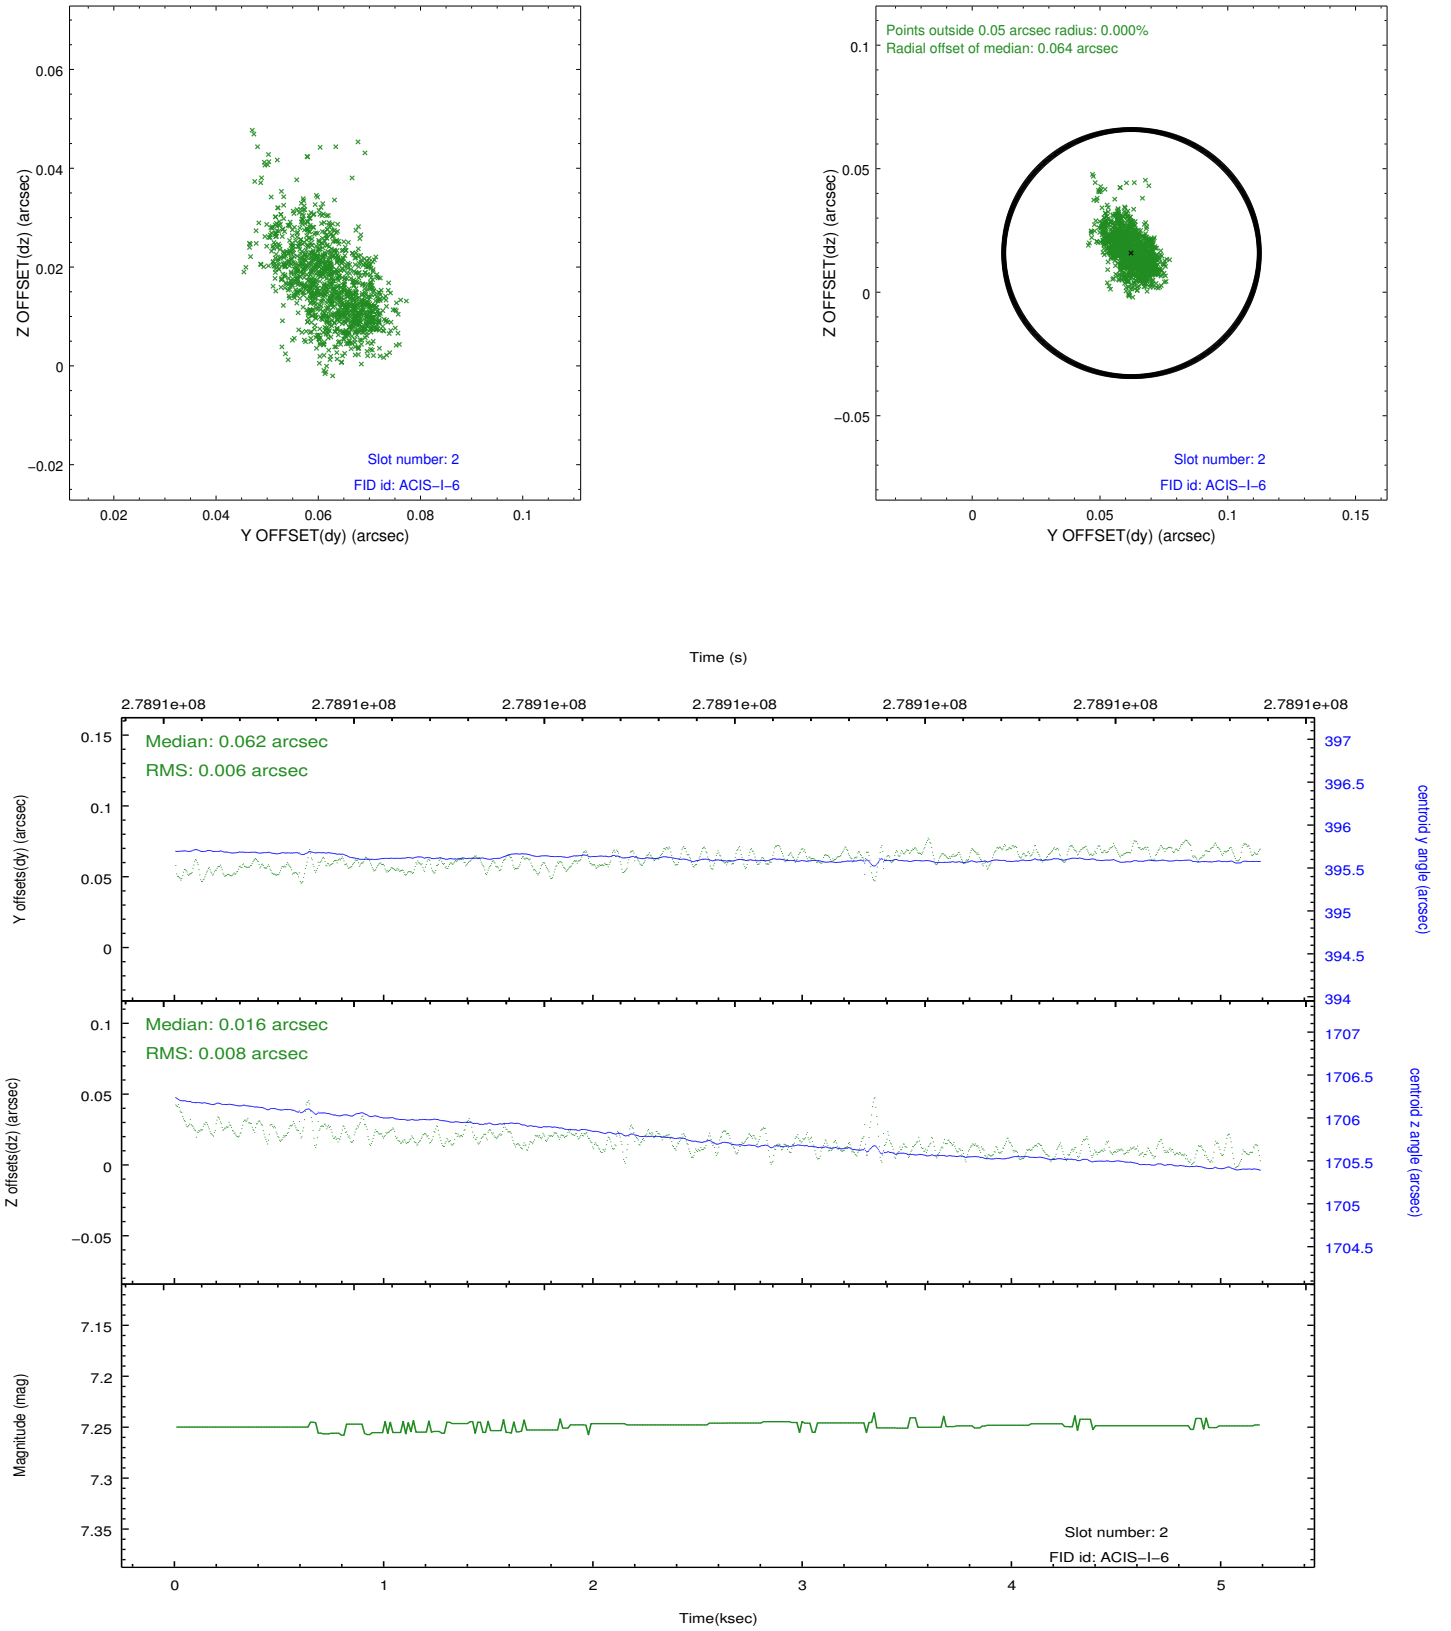 0.06
0.04
0.02
0
−0.02
Z OFFSET(dz) (arcsec)
Slot number: 2
FID id: ACIS−I−6
0.02 0.04 0.06 0.08 0.1
Y OFFSET(dy) (arcsec)
Points outside 0.05 arcsec radius: 0.000%
Radial offset of median: 0.064 arcsec
0.1
0.05
0
−0.05
Z OFFSET(dz) (arcsec)
Slot number: 2
FID id: ACIS−I−6
0 0.05 0.1 0.15
Y OFFSET(dy) (arcsec)
Time (s)
2.7891e+08 2.7891e+08 2.7891e+08 2.7891e+08 2.7891e+08 2.7891e+08 2.7891e+08
Median: 0.062 arcsec
RMS: 0.006 arcsec
0.15
0.1
0.05
0
Y offsets(dy) (arcsec)
397
396.5
396
395.5
395
394.5
394
centroid y angle (arcsec)
Median: 0.016 arcsec
RMS: 0.008 arcsec
0.1
0.05
0
−0.05
Z offsets(dz) (arcsec)
1707
1706.5
1706
1705.5
1705
1704.5
centroid z angle (arcsec)
7.15
7.2
7.25
7.3
7.35
Magnitude (mag)
Slot number: 2
FID id: ACIS−I−6
0 1 2 3 4 5
Time(ksec)